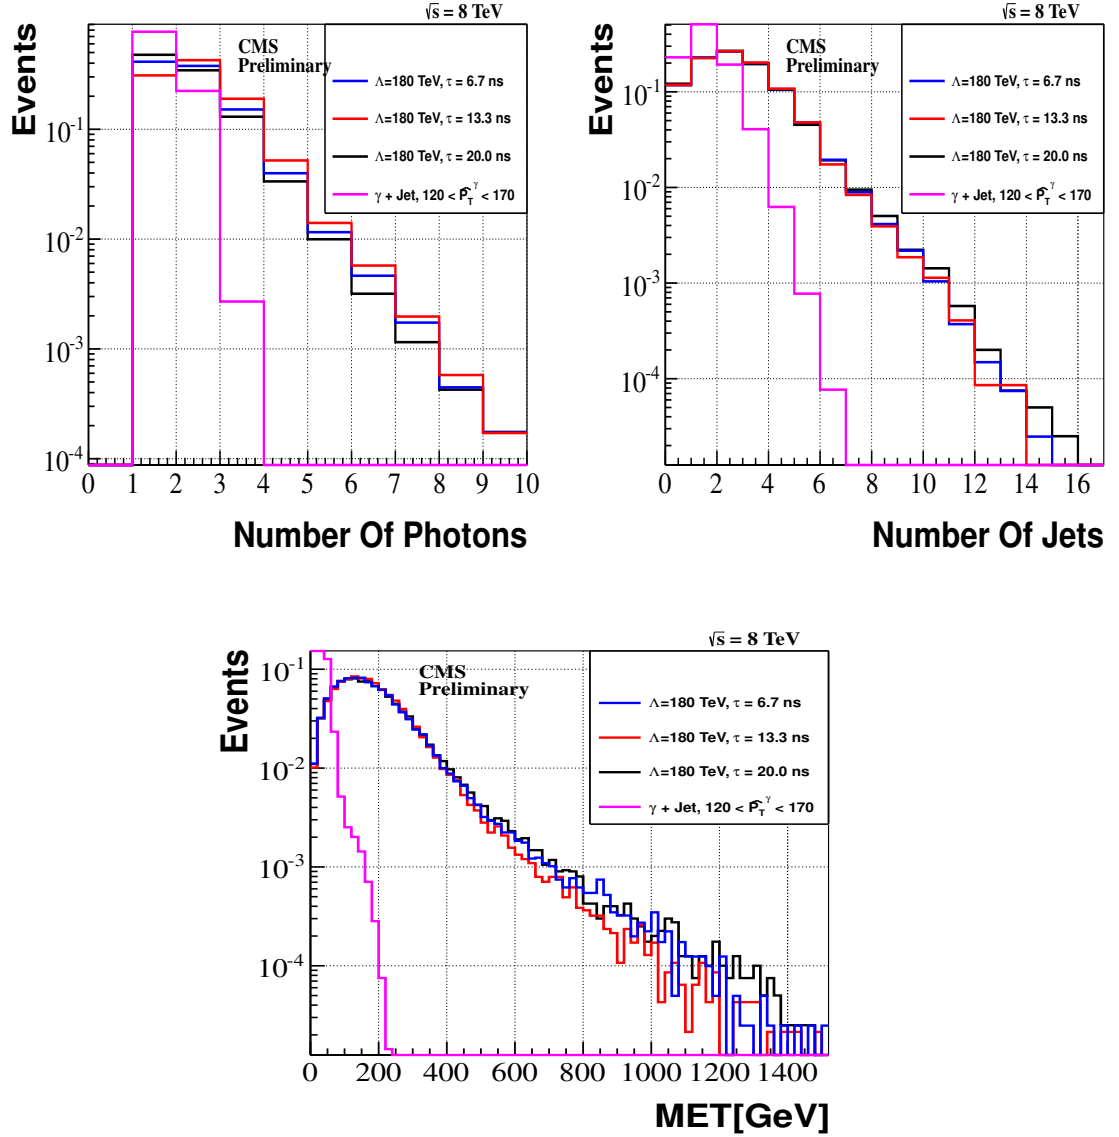 √s = 8 TeV
Events
CMS
Preliminary
Λ=180 TeV, τ = 6.7 ns
Λ=180 TeV, τ = 13.3 ns
Λ=180 TeV, τ = 20.0 ns
γ + Jet, 120 < P̂_T^γ < 170
10⁻¹
10⁻²
10⁻³
10⁻⁴
0 1 2 3 4 5 6 7 8 9 10
Number Of Photons
√s = 8 TeV
Events
CMS
Preliminary
Λ=180 TeV, τ = 6.7 ns
Λ=180 TeV, τ = 13.3 ns
Λ=180 TeV, τ = 20.0 ns
γ + Jet, 120 < P̂_T^γ < 170
10⁻¹
10⁻²
10⁻³
10⁻⁴
0 2 4 6 8 10 12 14 16
Number Of Jets
√s = 8 TeV
Events
CMS
Preliminary
Λ=180 TeV, τ = 6.7 ns
Λ=180 TeV, τ = 13.3 ns
Λ=180 TeV, τ = 20.0 ns
γ + Jet, 120 < P̂_T^γ < 170
10⁻¹
10⁻²
10⁻³
10⁻⁴
0 200 400 600 800 1000 1200 1400
MET[GeV]